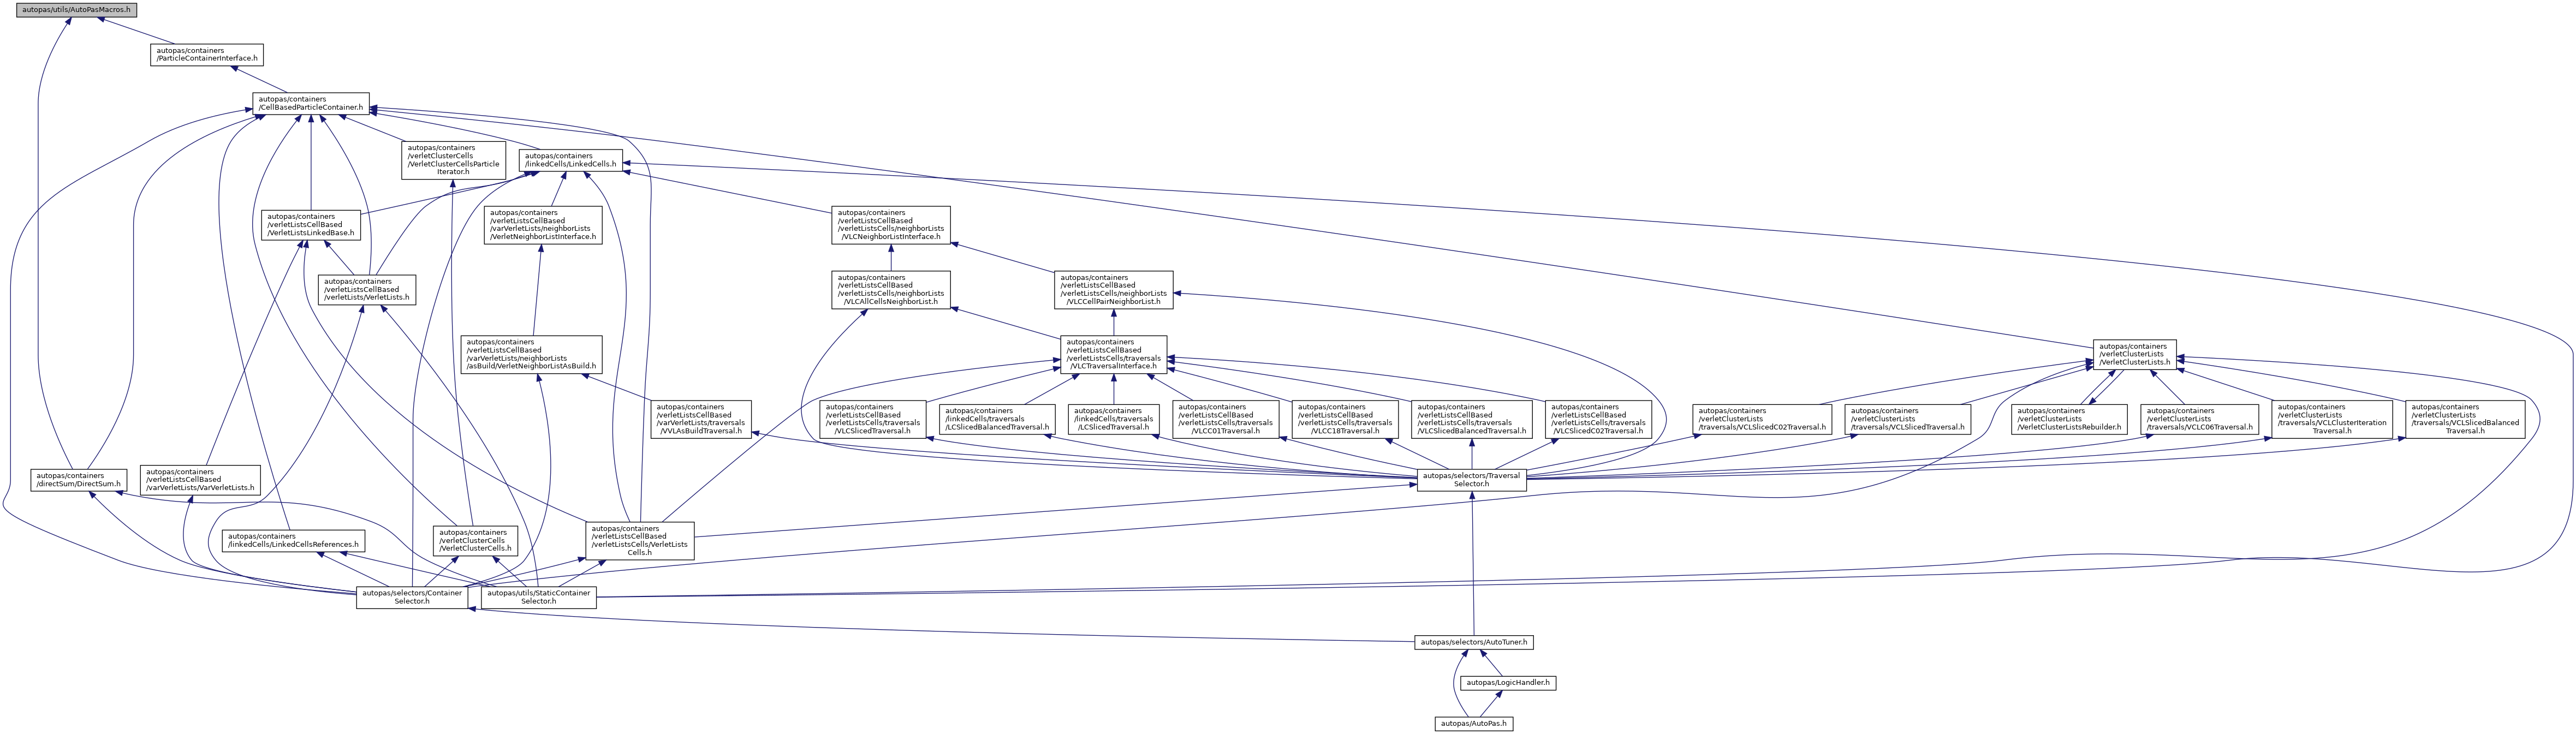 autopas/utils/AutoPasMacros.h
autopas/containers
/ParticleContainerInterface.h
autopas/containers
/CellBasedParticleContainer.h
autopas/containers
/verletClusterCells
/VerletClusterCellsParticle
Iterator.h
autopas/containers
/linkedCells/LinkedCells.h
autopas/containers
/verletListsCellBased
/VerletListsLinkedBase.h
autopas/containers
/verletListsCellBased
/varVerletLists/neighborLists
/VerletNeighborListInterface.h
autopas/containers
/verletListsCellBased
/verletListsCells/neighborLists
/VLCNeighborListInterface.h
autopas/containers
/verletListsCellBased
/verletLists/VerletLists.h
autopas/containers
/verletListsCellBased
/verletListsCells/neighborLists
/VLCAllCellsNeighborList.h
autopas/containers
/verletListsCellBased
/verletListsCells/neighborLists
/VLCCellPairNeighborList.h
autopas/containers
/verletListsCellBased
/varVerletLists/neighborLists
/asBuild/VerletNeighborListAsBuild.h
autopas/containers
/verletListsCellBased
/verletListsCells/traversals
/VLCTraversalInterface.h
autopas/containers
/verletClusterLists
/VerletClusterLists.h
autopas/containers
/verletListsCellBased
/varVerletLists/traversals
/VVLAsBuildTraversal.h
autopas/containers
/verletListsCellBased
/verletListsCells/traversals
/VLCSlicedTraversal.h
autopas/containers
/linkedCells/traversals
/LCSlicedBalancedTraversal.h
autopas/containers
/linkedCells/traversals
/LCSlicedTraversal.h
autopas/containers
/verletListsCellBased
/verletListsCells/traversals
/VLCC01Traversal.h
autopas/containers
/verletListsCellBased
/verletListsCells/traversals
/VLCC18Traversal.h
autopas/containers
/verletListsCellBased
/verletListsCells/traversals
/VLCSlicedBalancedTraversal.h
autopas/containers
/verletListsCellBased
/verletListsCells/traversals
/VLCSlicedC02Traversal.h
autopas/containers
/verletClusterLists
/traversals/VCLSlicedC02Traversal.h
autopas/containers
/verletClusterLists
/traversals/VCLSlicedTraversal.h
autopas/containers
/verletClusterLists
/VerletClusterListsRebuilder.h
autopas/containers
/verletClusterLists
/traversals/VCLC06Traversal.h
autopas/containers
/verletClusterLists
/traversals/VCLClusterIteration
Traversal.h
autopas/containers
/verletClusterLists
/traversals/VCLSlicedBalanced
Traversal.h
autopas/containers
/directSum/DirectSum.h
autopas/containers
/verletListsCellBased
/varVerletLists/VarVerletLists.h
autopas/selectors/Traversal
Selector.h
autopas/containers
/linkedCells/LinkedCellsReferences.h
autopas/containers
/verletClusterCells
/VerletClusterCells.h
autopas/containers
/verletListsCellBased
/verletListsCells/VerletLists
Cells.h
autopas/selectors/Container
Selector.h
autopas/utils/StaticContainer
Selector.h
autopas/selectors/AutoTuner.h
autopas/LogicHandler.h
autopas/AutoPas.h